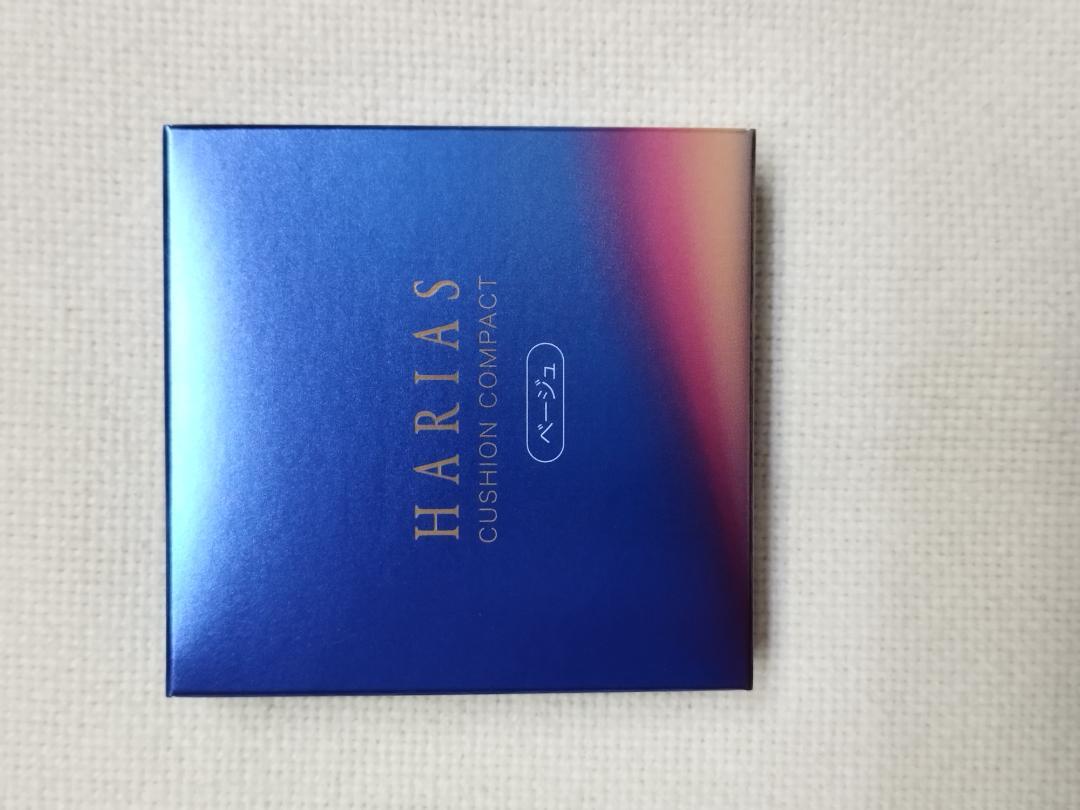 HARIAS
CUSHION COMPACT
ベージュ